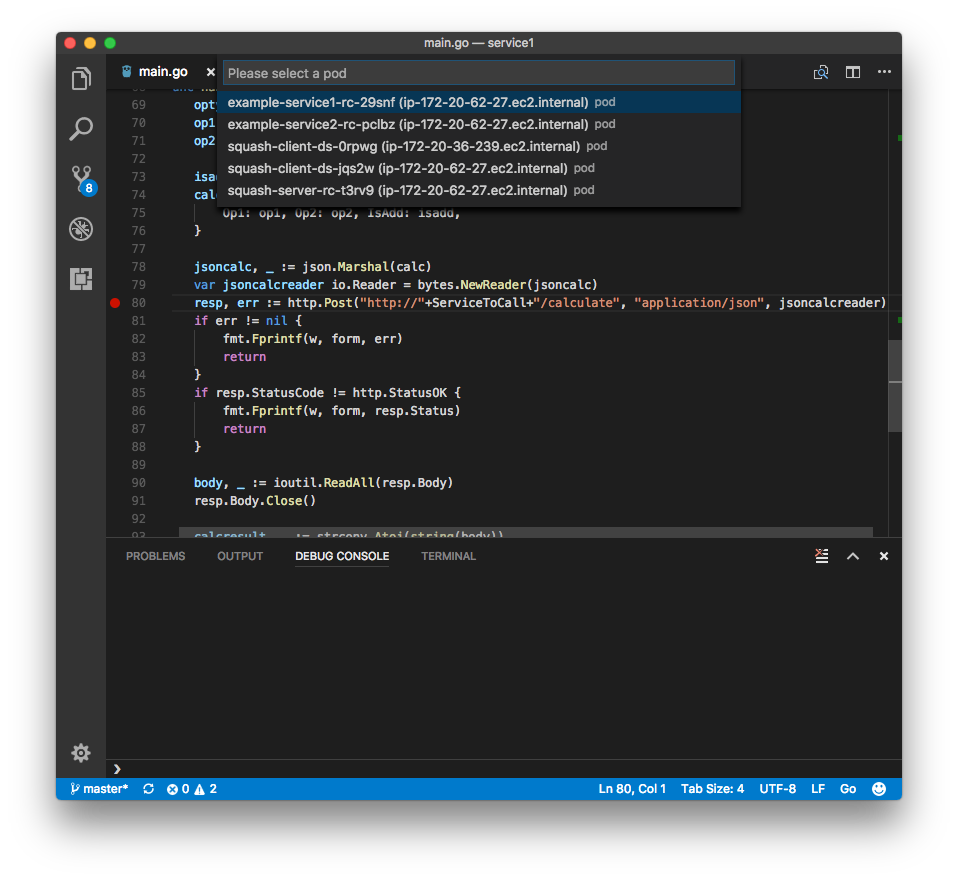 main.go — service1
main.go ×
Please select a pod
example-service1-rc-29snf (ip-172-20-62-27.ec2.internal) pod
example-service2-rc-pclbz (ip-172-20-62-27.ec2.internal) pod
squash-client-ds-0rpwg (ip-172-20-36-239.ec2.internal) pod
squash-client-ds-jqs2w (ip-172-20-62-27.ec2.internal) pod
squash-server-rc-t3rv9 (ip-172-20-62-27.ec2.internal) pod
8
69 opt
70 op1
71 op2
72
73 isa
74 cal
75 Op1: op1, Op2: op2, IsAdd: isadd,
76 }
77
78 jsoncalc, _ := json.Marshal(calc)
79 var jsoncalcreader io.Reader = bytes.NewReader(jsoncalc)
80 resp, err := http.Post("http://"+ServiceToCall+"/calculate", "application/json", jsoncalcreader)
81 if err != nil {
82 fmt.Fprintf(w, form, err)
83 return
84 }
85 if resp.StatusCode != http.StatusOK {
86 fmt.Fprintf(w, form, resp.Status)
87 return
88 }
89
90 body, _ := ioutil.ReadAll(resp.Body)
91 resp.Body.Close()
92
93 calcresult, _ := strconv.Atoi(string(body))
PROBLEMS OUTPUT DEBUG CONSOLE TERMINAL
master* 0 2 Ln 80, Col 1 Tab Size: 4 UTF-8 LF Go